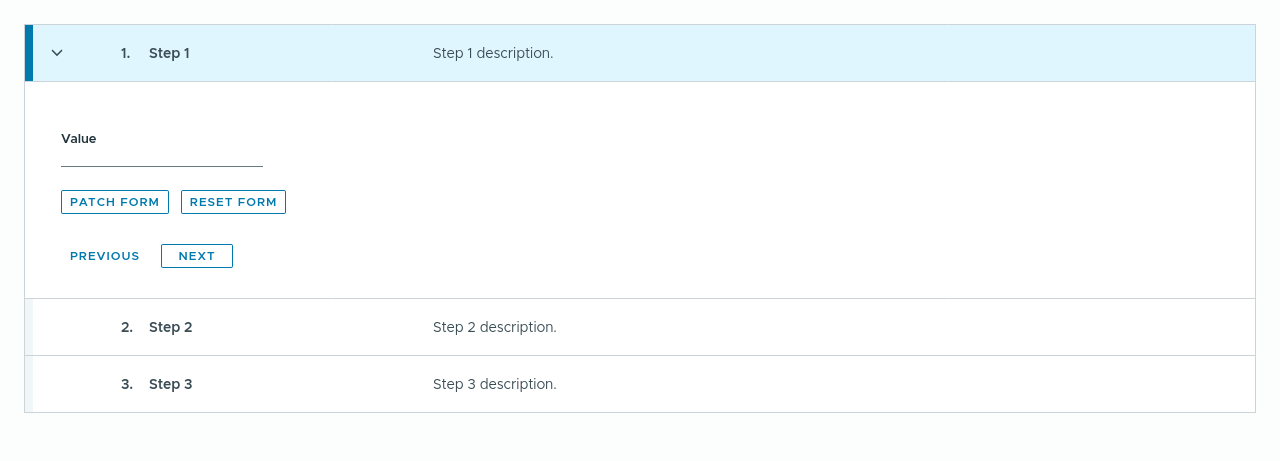 1. Step 1 Step 1 description.
Value
PATCH FORM RESET FORM
PREVIOUS NEXT
2. Step 2 Step 2 description.
3. Step 3 Step 3 description.